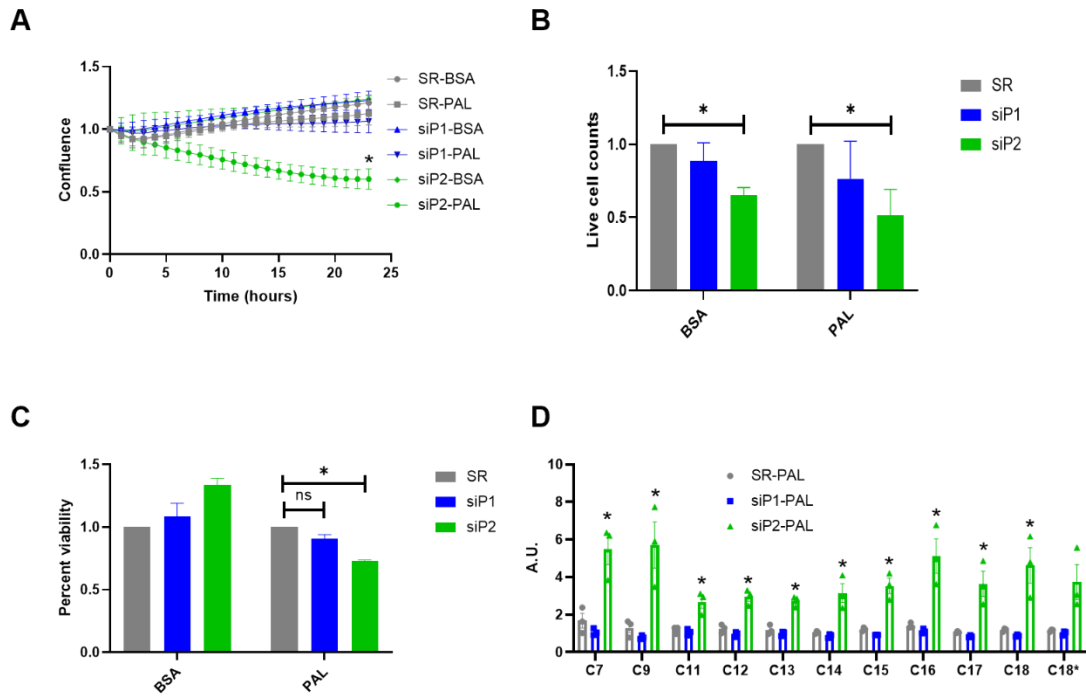 A
1.5
1.0
0.5
0.0
Confluence
0 5 10 15 20 25
Time (hours)
*
SR-BSA
SR-PAL
siP1-BSA
siP1-PAL
siP2-BSA
siP2-PAL
B
1.5
1.0
0.5
0.0
Live cell counts
* *
BSA PAL
SR
siP1
siP2
C
1.5
1.0
0.5
0.0
Percent viability
*
ns
BSA PAL
SR
siP1
siP2
D
10
8
6
4
2
0
A.U.
SR-PAL
siP1-PAL
siP2-PAL
* * * * * * * * * *
C7 C9 C11 C12 C13 C14 C15 C16 C17 C18 C18*